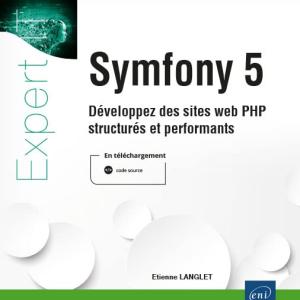 Expert
Symfony 5
Développez des sites web PHP
structurés et performants
En téléchargement
code source
Etienne LANGLET
eni